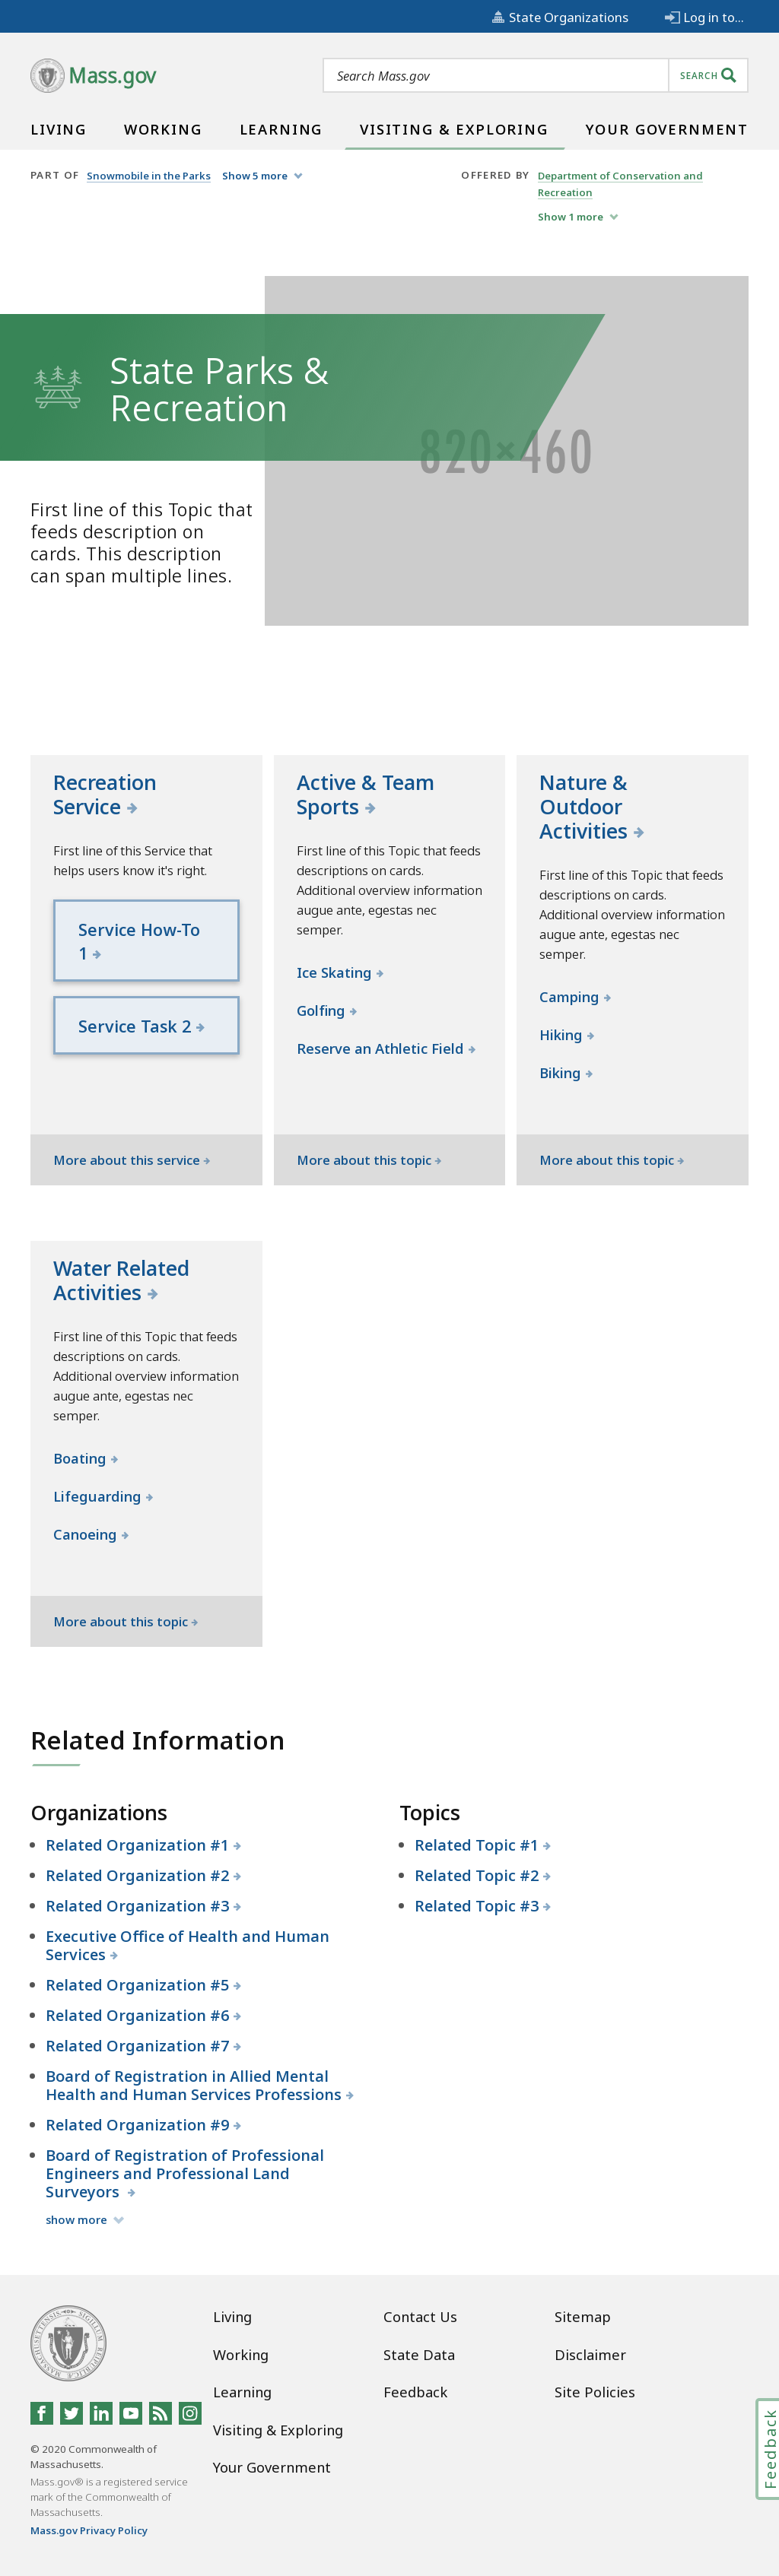 State Organizations
Log in to...
Mass.gov
Search Mass.gov
SEARCH
LIVING
WORKING
LEARNING
VISITING & EXPLORING
YOUR GOVERNMENT
PART OF
Snowmobile in the Parks
Show 5 more
OFFERED BY
Department of Conservation and
Recreation
Show 1 more
State Parks &
Recreation
820×460
First line of this Topic that
feeds description on
cards. This description
can span multiple lines.
Recreation
Service
First line of this Service that
helps users know it's right.
Service How-To
1
Service Task 2
More about this service
Active & Team
Sports
First line of this Topic that feeds
descriptions on cards.
Additional overview information
augue ante, egestas nec
semper.
Ice Skating
Golfing
Reserve an Athletic Field
More about this topic
Nature &
Outdoor
Activities
First line of this Topic that feeds
descriptions on cards.
Additional overview information
augue ante, egestas nec
semper.
Camping
Hiking
Biking
More about this topic
Water Related
Activities
First line of this Topic that feeds
descriptions on cards.
Additional overview information
augue ante, egestas nec
semper.
Boating
Lifeguarding
Canoeing
More about this topic
Related Information
Organizations
Related Organization #1
Related Organization #2
Related Organization #3
Executive Office of Health and Human
Services
Related Organization #5
Related Organization #6
Related Organization #7
Board of Registration in Allied Mental
Health and Human Services Professions
Related Organization #9
Board of Registration of Professional
Engineers and Professional Land
Surveyors
show more
Topics
Related Topic #1
Related Topic #2
Related Topic #3
Living
Working
Learning
Visiting & Exploring
Your Government
Contact Us
State Data
Feedback
Sitemap
Disclaimer
Site Policies
© 2020 Commonwealth of
Massachusetts.
Mass.gov® is a registered service
mark of the Commonwealth of
Massachusetts.
Mass.gov Privacy Policy
Feedback